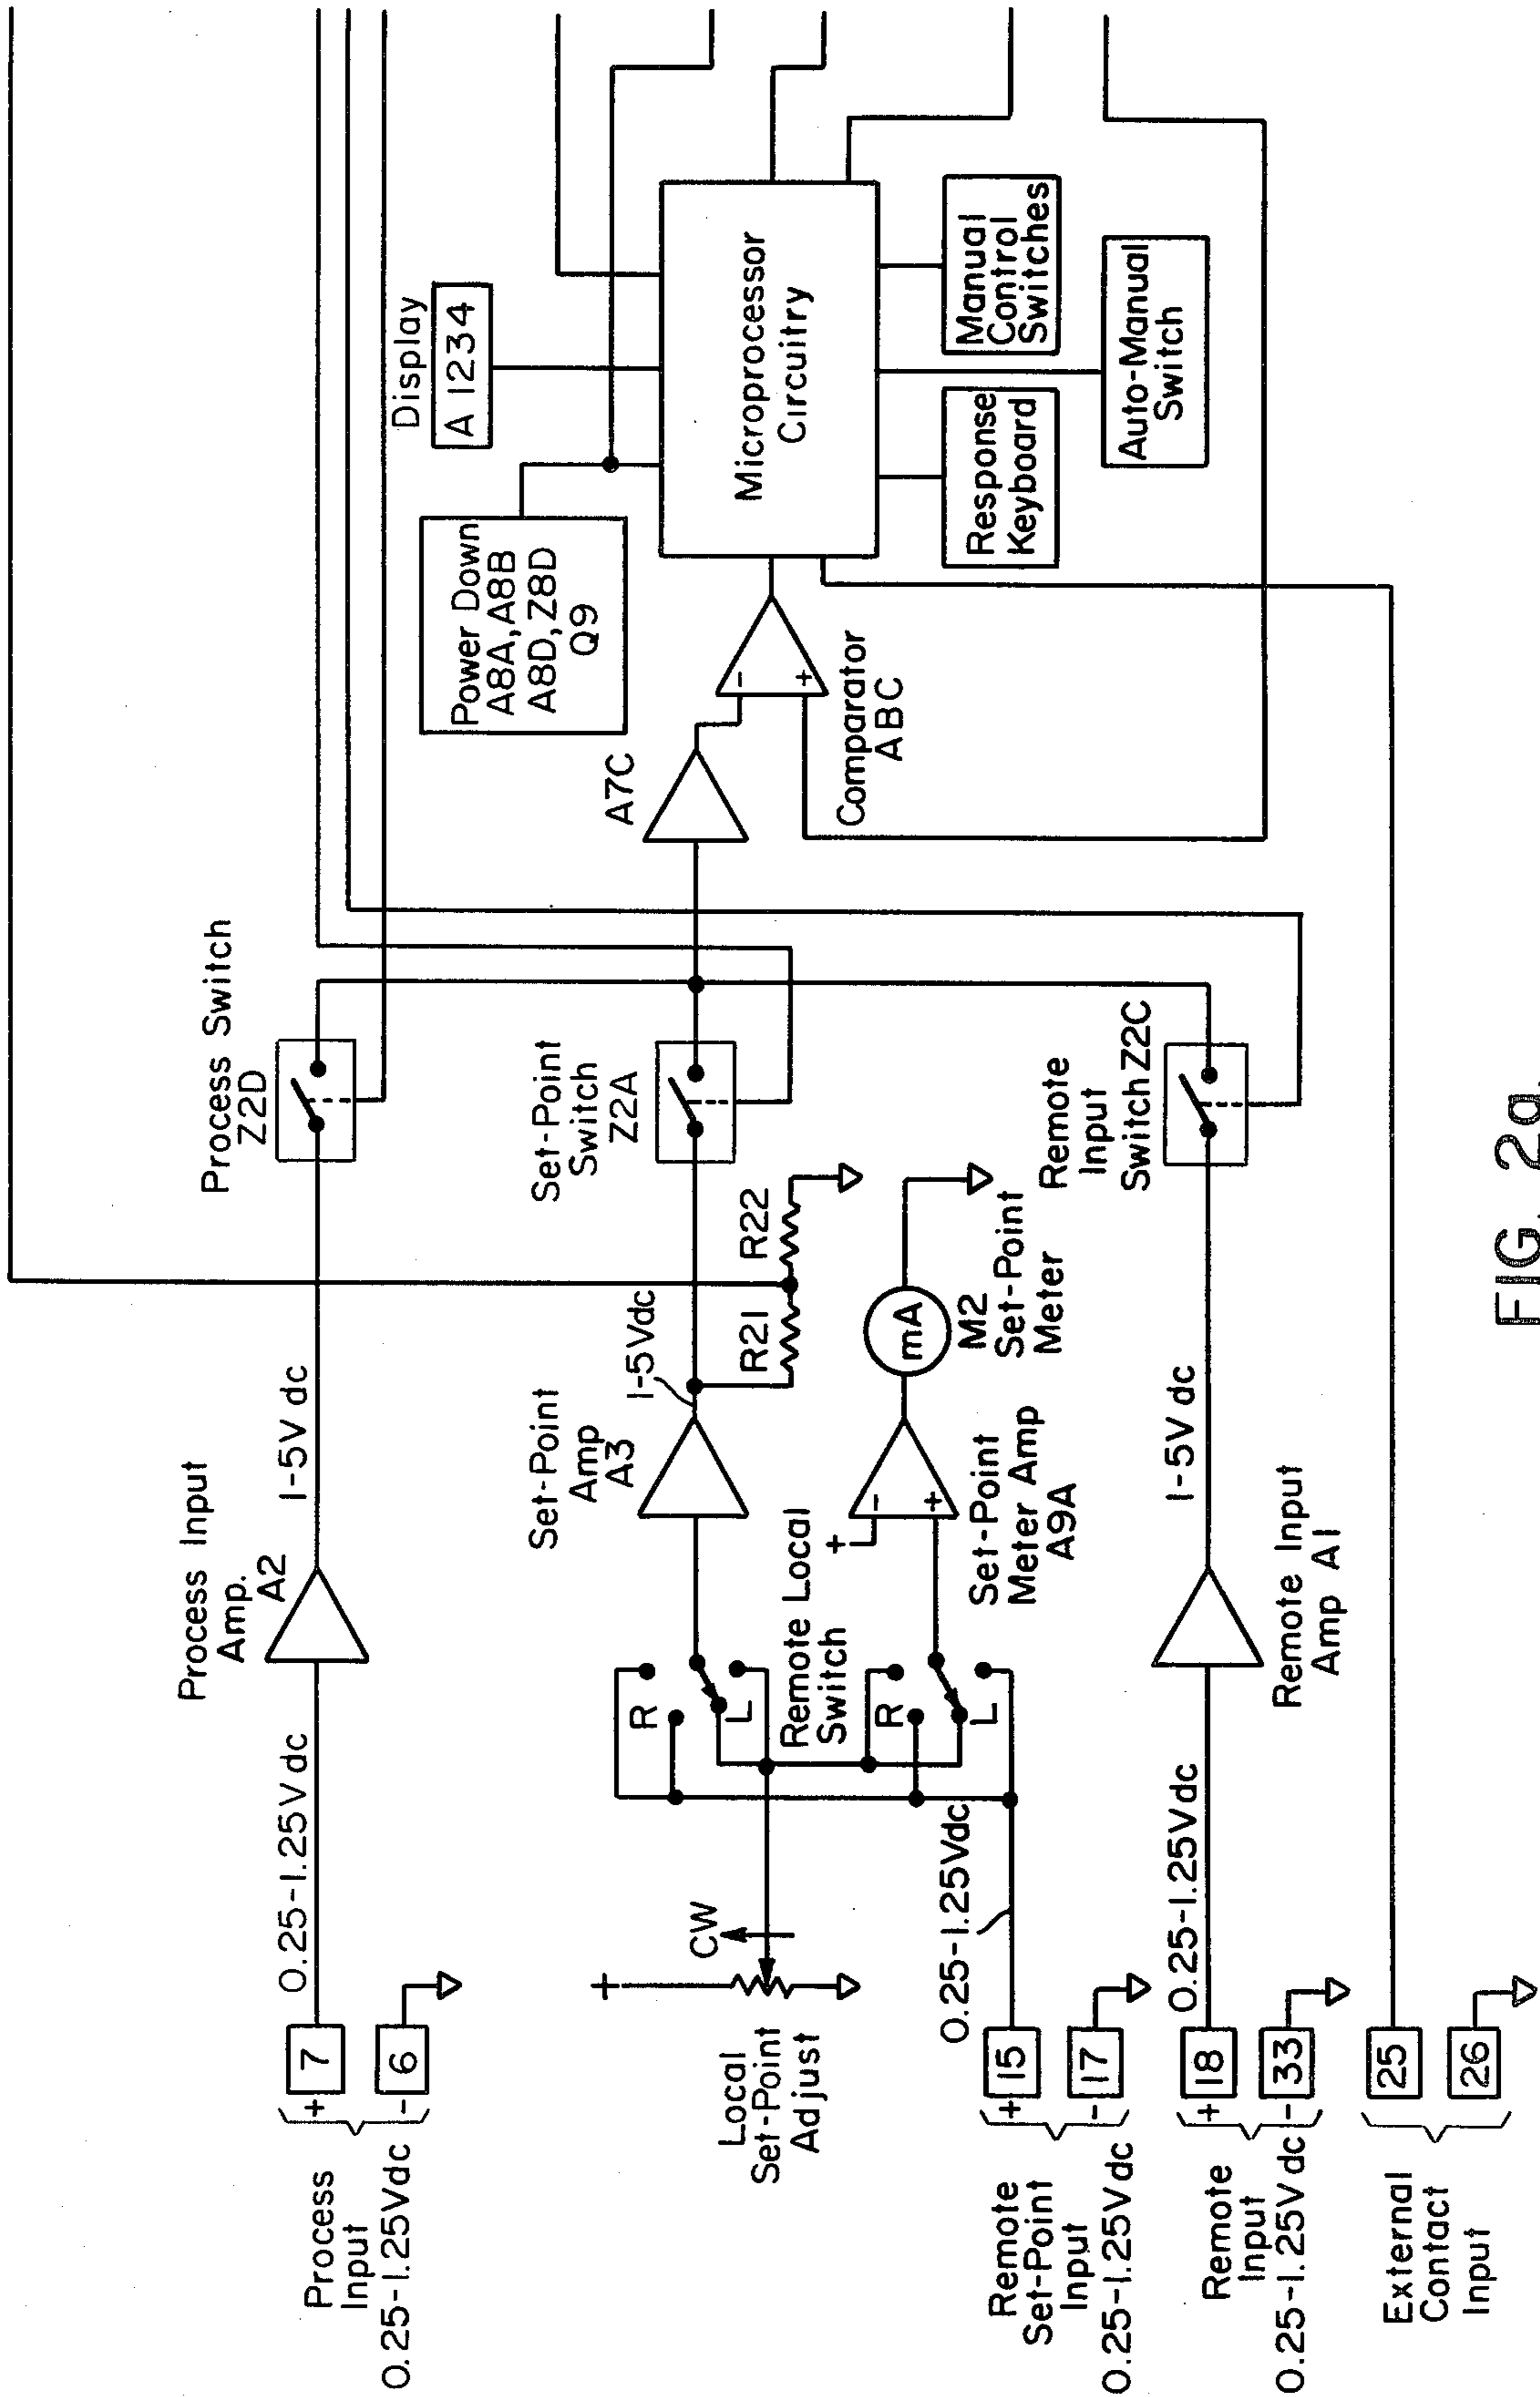 Process
Input
0.25-1.25Vdc
+
7
-
6
0.25-1.25Vdc
Process Input
Amp.
A2
1-5V dc
Process Switch
Z2D
Local
Set-Point
Adjust
+
CW
R
L
Remote Local
Switch
R
L
Set-Point
Amp
A3
1-5Vdc
R21
R22
Set-Point
Switch
Z2A
+
-
+
Set-Point
Meter Amp
A9A
mA
M2
Set-Point
Meter
Remote
Set-Point
Input
0.25-1.25Vdc
+
15
-
17
0.25-1.25Vdc
Remote
Input
0.25-1.25Vdc
+
18
-
33
0.25-1.25Vdc
Remote Input
Amp A1
1-5V dc
Remote
Input
Switch Z2C
External
Contact
Input
25
26
A7C
-
+
Comparator
ABC
Power Down
A8A, A8B
A8D, Z8D
Q9
Display
A 1234
Microprocessor
Circuitry
Response
Keyboard
Manual
Control
Switches
Auto-Manual
Switch
FIG. 2a.